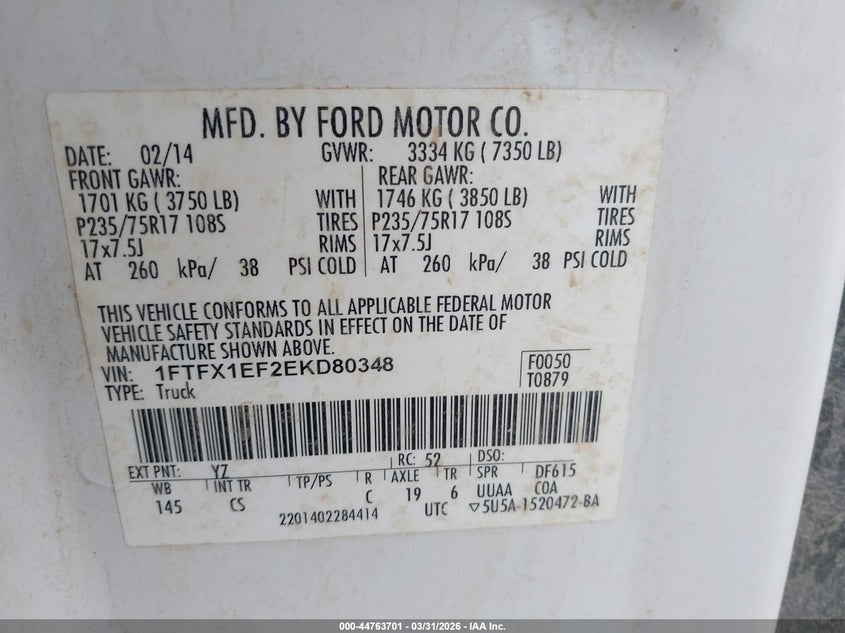 MFD. BY FORD MOTOR CO.
DATE: 02/14 GVWR: 3334 KG ( 7350 LB)
FRONT GAWR: REAR GAWR:
1701 KG ( 3750 LB) WITH 1746 KG ( 3850 LB) WITH
P235/75R17 108S TIRES P235/75R17 108S TIRES
17x7.5J RIMS 17x7.5J RIMS
AT 260 kPa/ 38 PSI COLD AT 260 kPa/ 38 PSI COLD
THIS VEHICLE CONFORMS TO ALL APPLICABLE FEDERAL MOTOR
VEHICLE SAFETY STANDARDS IN EFFECT ON THE DATE OF
MANUFACTURE SHOWN ABOVE.
VIN: 1FTFX1EF2EKD80348 F0050
TYPE: Truck T0879
EXT PNT: YZ RC: 52 DSO:
WB INT TR TP/PS R AXLE TR SPR DF615
145 CS C 19 6 UUAA COA
2201402284414 UTC ▽5U5A-1520472-BA
000-44763701 - 03/31/2026 - IAA Inc.